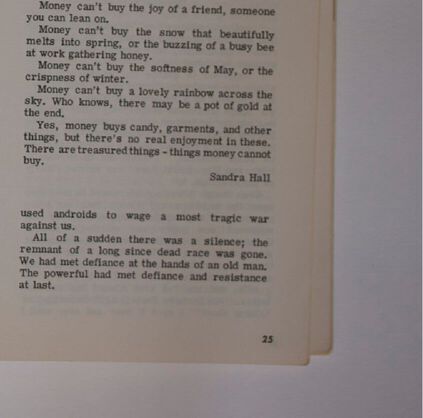 Money can't buy the joy of a friend, someone
you can lean on.
Money can't buy the snow that beautifully
melts into spring, or the buzzing of a busy bee
at work gathering honey.
Money can't buy the softness of May, or the
crispness of winter.
Money can't buy a lovely rainbow across the
sky. Who knows, there may be a pot of gold at
the end.
Yes, money buys candy, garments, and other
things, but there's no real enjoyment in these.
There are treasured things - things money cannot
buy.
Sandra Hall
used androids to wage a most tragic war
against us.
All of a sudden there was a silence; the
remnant of a long since dead race was gone.
We had met defiance at the hands of an old man.
The powerful had met defiance and resistance
at last.
25